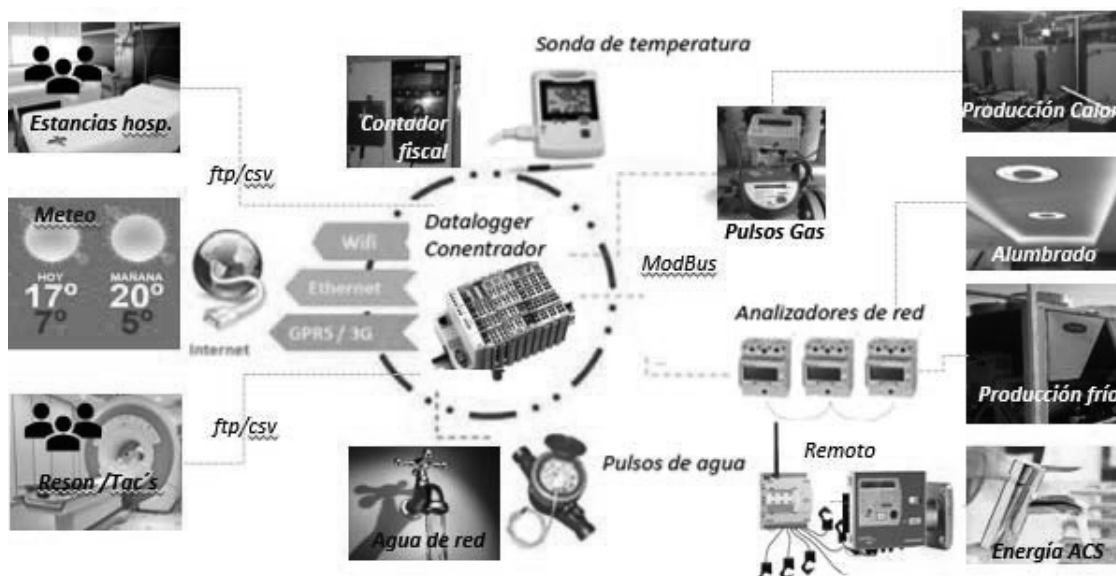 Estancias hosp.
ftp/csv
Meteo
HOY
17º
7º
MAÑANA
20º
5º
Internet
Reson /Tac´s
ftp/csv
Contador
fiscal
Sonda de temperatura
Datalogger
Conentrador
Wifi
Ethernet
GPRS / 3G
Agua de red
Pulsos de agua
ModBus
Pulsos Gas
Analizadores de red
Remoto
Producción Calor
Alumbrado
Producción frío
Energía ACS